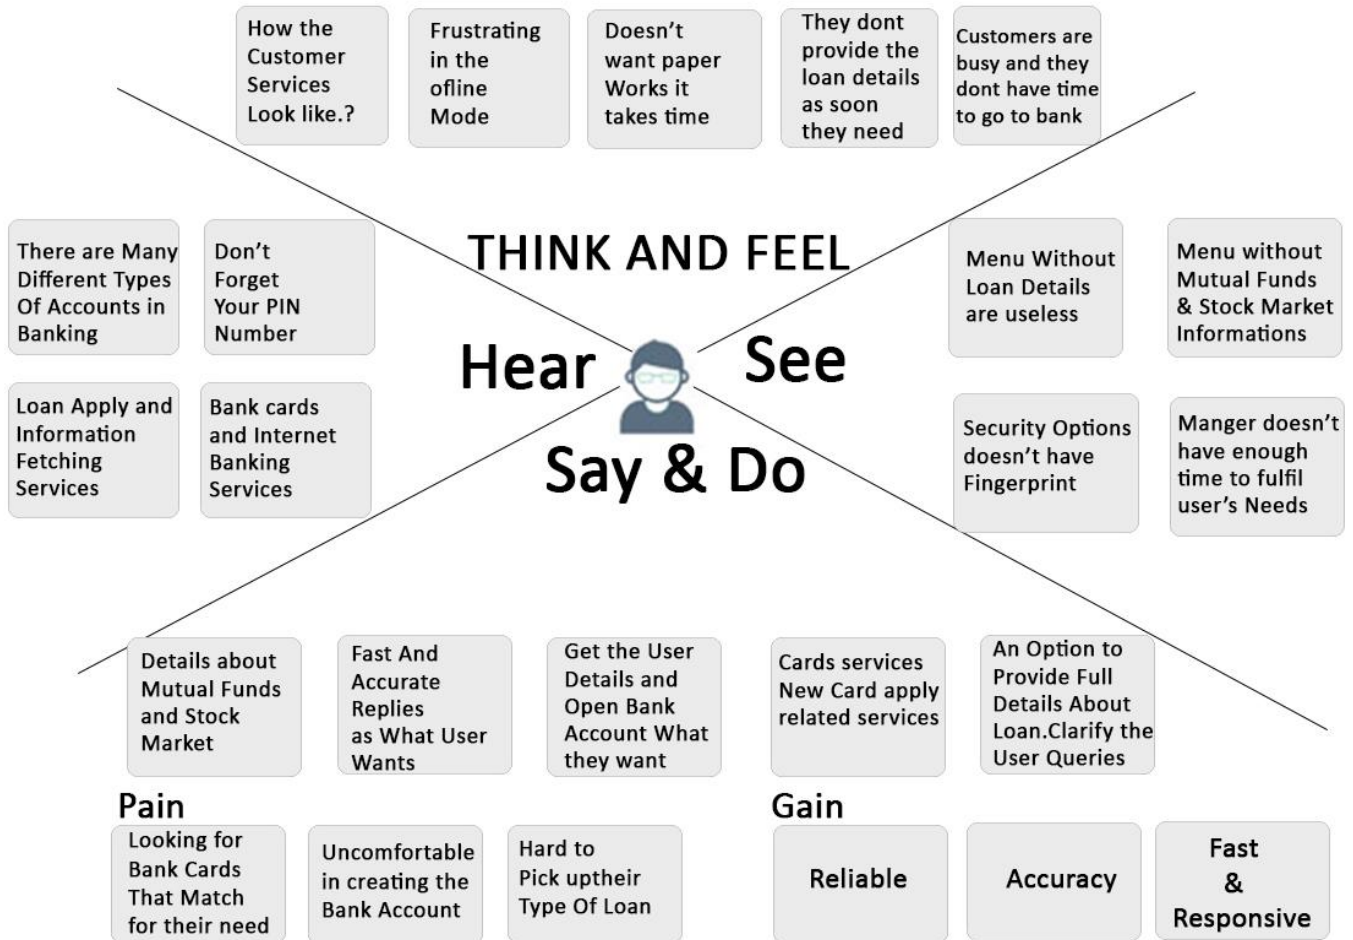 How the
Customer
Services
Look like.?
Frustrating
in the
ofline
Mode
Doesn't
want paper
Works it
takes time
They dont
provide the
loan details
as soon
they need
Customers are
busy and they
dont have time
to go to bank
THINK AND FEEL
There are Many
Different Types
Of Accounts in
Banking
Don't
Forget
Your PIN
Number
Loan Apply and
Information
Fetching
Services
Bank cards
and Internet
Banking
Services
Hear
See
Menu Without
Loan Details
are useless
Menu without
Mutual Funds
& Stock Market
Informations
Security Options
doesn't have
Fingerprint
Manger doesn't
have enough
time to fulfil
user's Needs
Say & Do
Details about
Mutual Funds
and Stock
Market
Fast And
Accurate
Replies
as What User
Wants
Get the User
Details and
Open Bank
Account What
they want
Cards services
New Card apply
related services
An Option to
Provide Full
Details About
Loan.Clarify the
User Queries
Pain
Looking for
Bank Cards
That Match
for their need
Uncomfortable
in creating the
Bank Account
Hard to
Pick uptheir
Type Of Loan
Gain
Reliable
Accuracy
Fast
&
Responsive